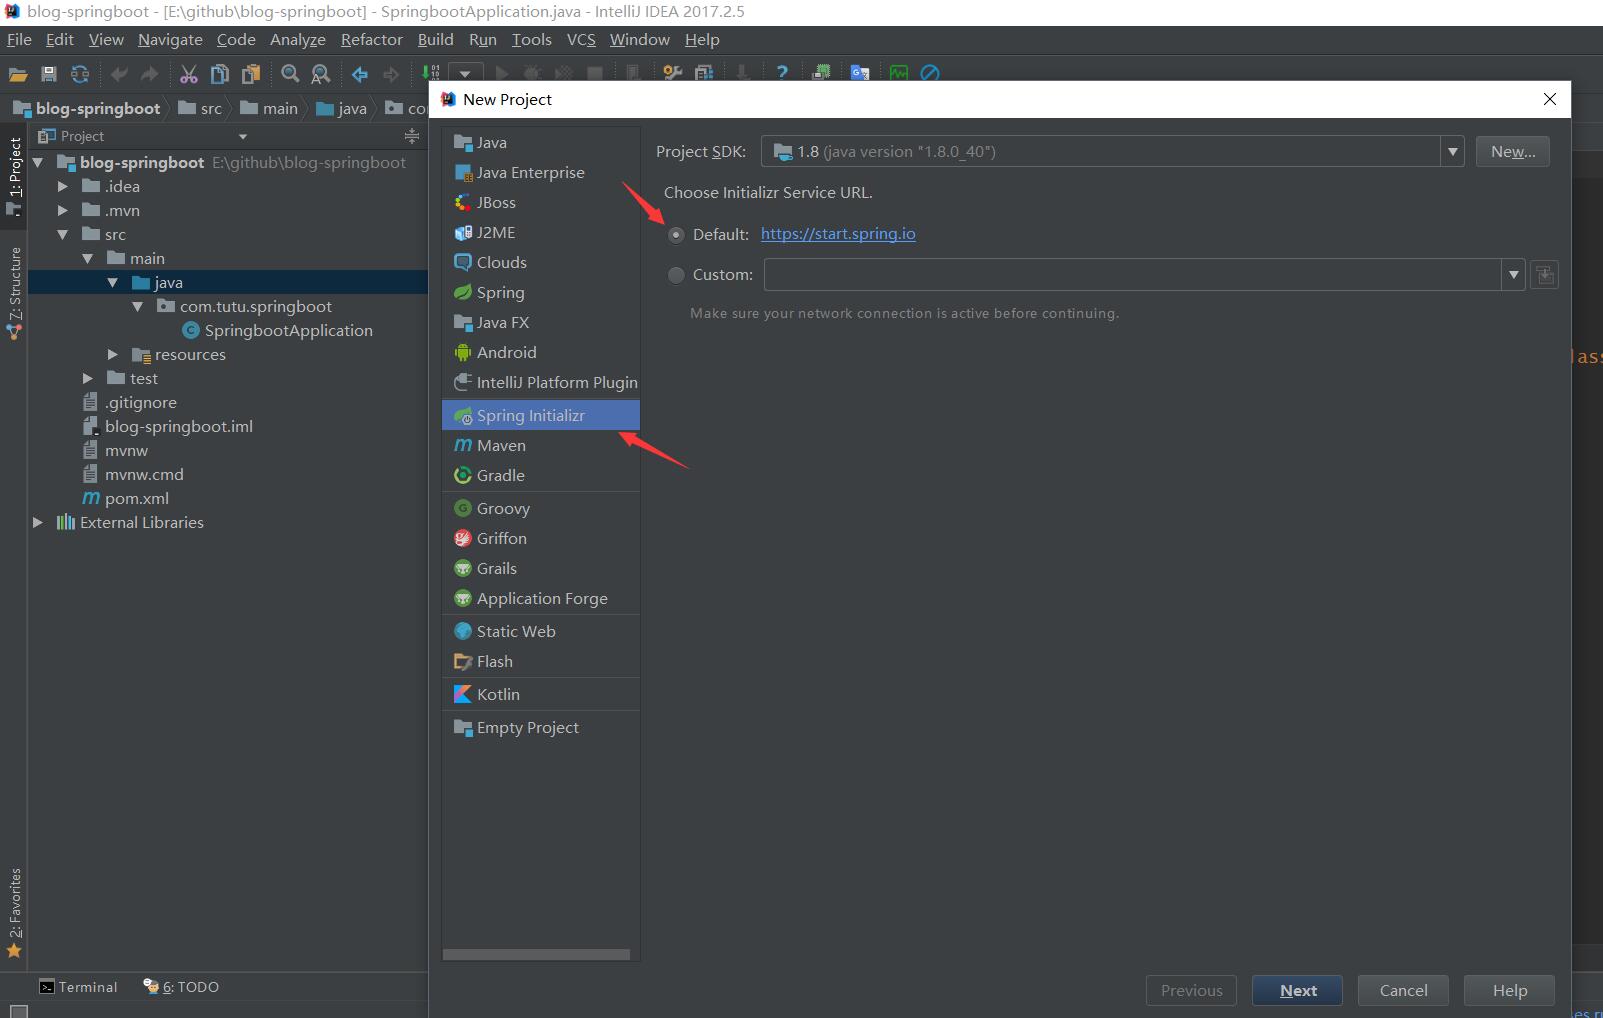 blog-springboot - [E:\github\blog-springboot] - SpringbootApplication.java - IntelliJ IDEA 2017.2.5
File Edit View Navigate Code Analyze Refactor Build Run Tools VCS Window Help
blog-springboot src main java
Project
1: Project
7: Structure
2: Favorites
blog-springboot E:\github\blog-springboot
.idea
.mvn
src
main
java
com.tutu.springboot
SpringbootApplication
resources
test
.gitignore
blog-springboot.iml
mvnw
mvnw.cmd
pom.xml
External Libraries
New Project
Java
Java Enterprise
JBoss
J2ME
Clouds
Spring
Java FX
Android
IntelliJ Platform Plugin
Spring Initializr
Maven
Gradle
Groovy
Griffon
Grails
Application Forge
Static Web
Flash
Kotlin
Empty Project
Project SDK: 1.8 (java version "1.8.0_40") New...
Choose Initializr Service URL.
Default: https://start.spring.io
Custom:
Make sure your network connection is active before continuing.
Previous Next Cancel Help
Terminal 6: TODO